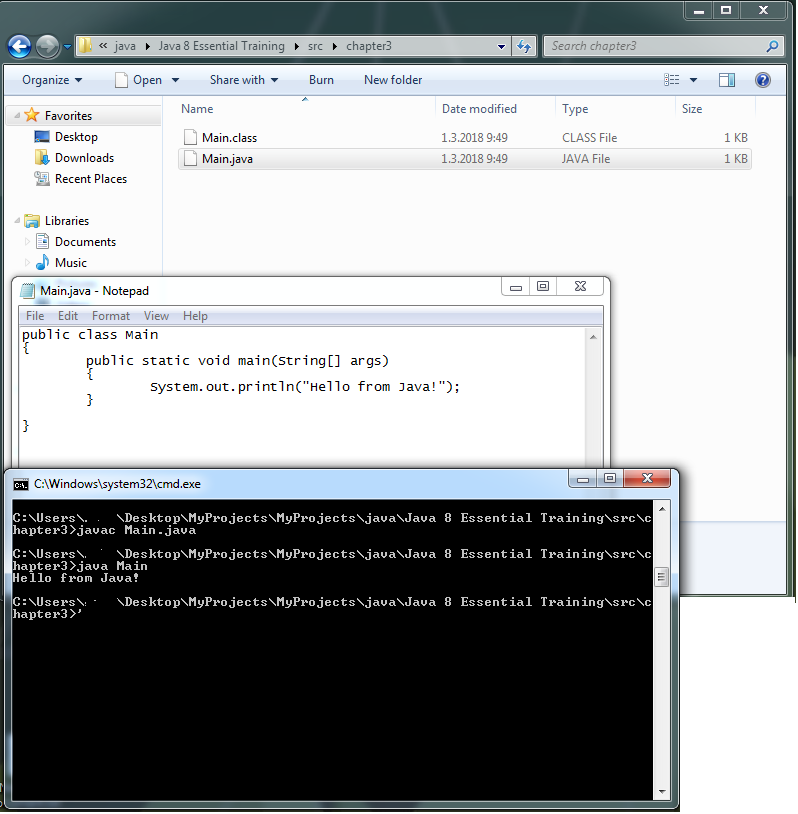 « java ▸ Java 8 Essential Training ▸ src ▸ chapter3
Search chapter3
Organize Open Share with Burn New folder
Name Date modified Type Size
Favorites
Desktop
Downloads
Recent Places
Libraries
Documents
Music
Main.class 1.3.2018 9:49 CLASS File 1 KB
Main.java 1.3.2018 9:49 JAVA File 1 KB
Main.java - Notepad
File Edit Format View Help
public class Main
{
public static void main(String[] args)
{
System.out.println("Hello from Java!");
}
}
C:\Windows\system32\cmd.exe
C:\Users\ \Desktop\MyProjects\MyProjects\java\Java 8 Essential Training\src\c
hapter3>javac Main.java
C:\Users\ \Desktop\MyProjects\MyProjects\java\Java 8 Essential Training\src\c
hapter3>java Main
Hello from Java!
C:\Users\ \Desktop\MyProjects\MyProjects\java\Java 8 Essential Training\src\c
hapter3>'